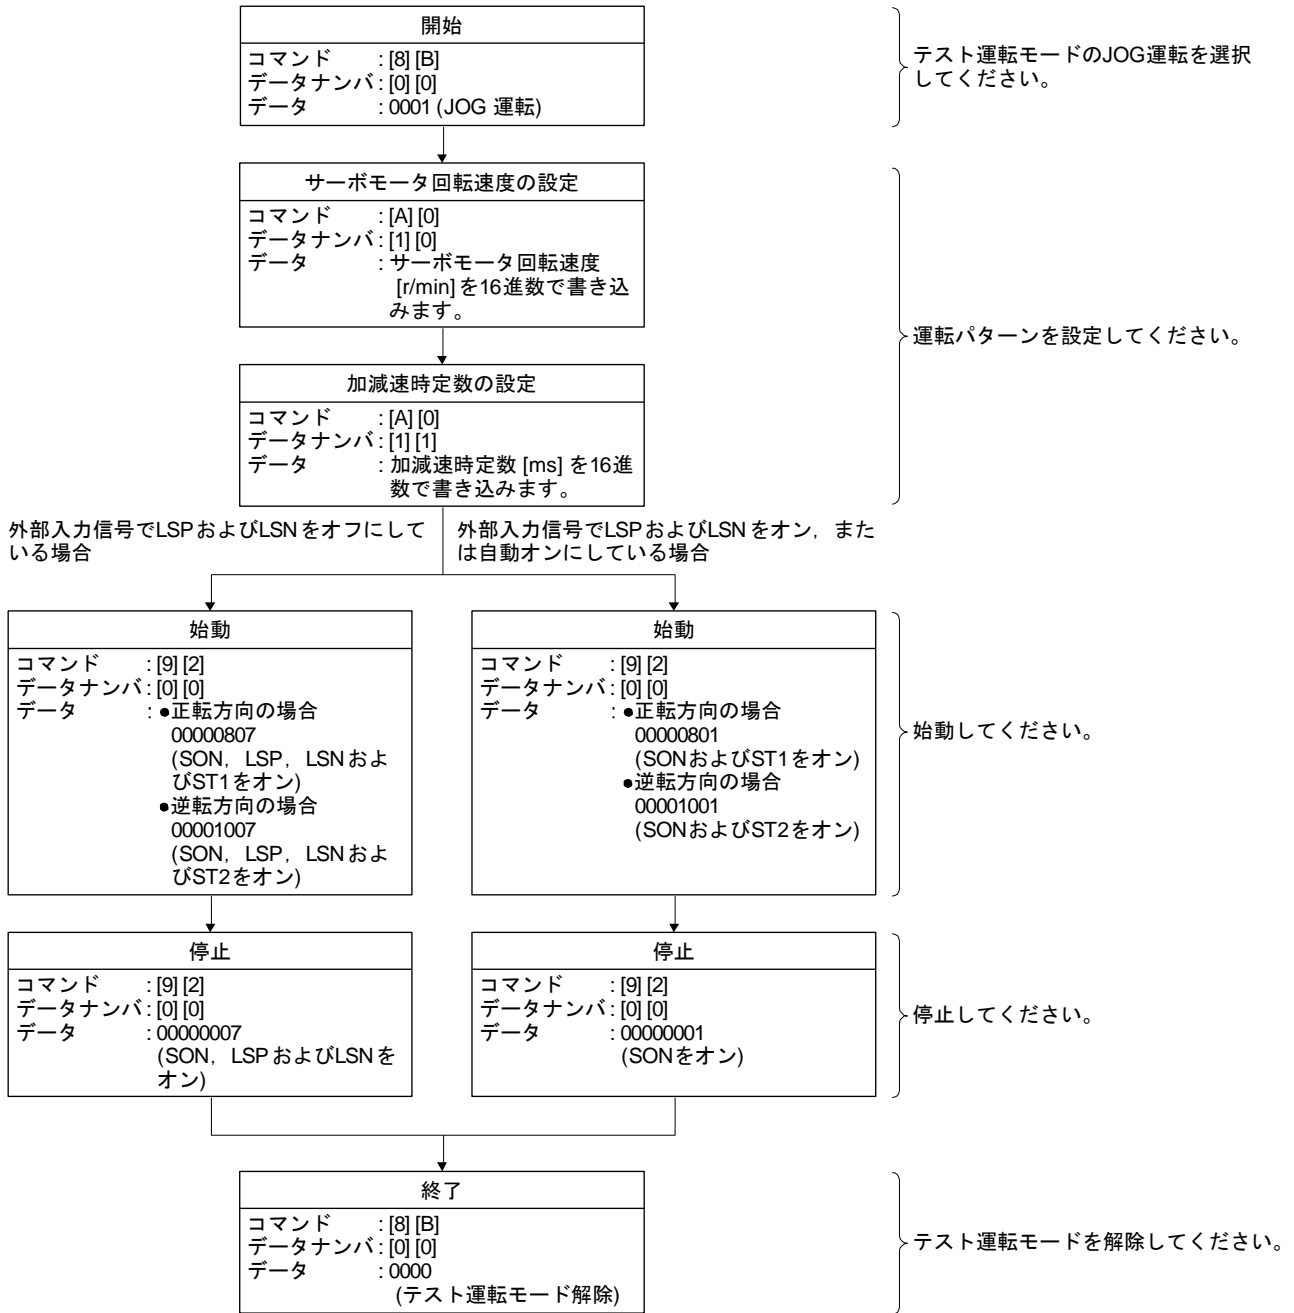 開始
コマンド : [8] [B]
データナンバ : [0] [0]
データ : 0001 (JOG 運転)
テスト運転モードのJOG運転を選択
してください。
サーボモータ回転速度の設定
コマンド : [A] [0]
データナンバ : [1] [0]
データ : サーボモータ回転速度
[r/min] を16進数で書き込
みます。
加減速時定数の設定
コマンド : [A] [0]
データナンバ : [1] [1]
データ : 加減速時定数 [ms] を16進
数で書き込みます。
運転パターンを設定してください。
外部入力信号でLSPおよびLSNをオフにして
いる場合
外部入力信号でLSPおよびLSNをオン，また
は自動オンにしている場合
始動
コマンド : [9] [2]
データナンバ : [0] [0]
データ : ●正転方向の場合
00000807
(SON，LSP，LSNおよ
びST1をオン)
●逆転方向の場合
00001007
(SON，LSP，LSNおよ
びST2をオン)
始動
コマンド : [9] [2]
データナンバ : [0] [0]
データ : ●正転方向の場合
00000801
(SONおよびST1をオン)
●逆転方向の場合
00001001
(SONおよびST2をオン)
始動してください。
停止
コマンド : [9] [2]
データナンバ : [0] [0]
データ : 00000007
(SON，LSPおよびLSNを
オン)
停止
コマンド : [9] [2]
データナンバ : [0] [0]
データ : 00000001
(SONをオン)
停止してください。
終了
コマンド : [8] [B]
データナンバ : [0] [0]
データ : 0000
(テスト運転モード解除)
テスト運転モードを解除してください。